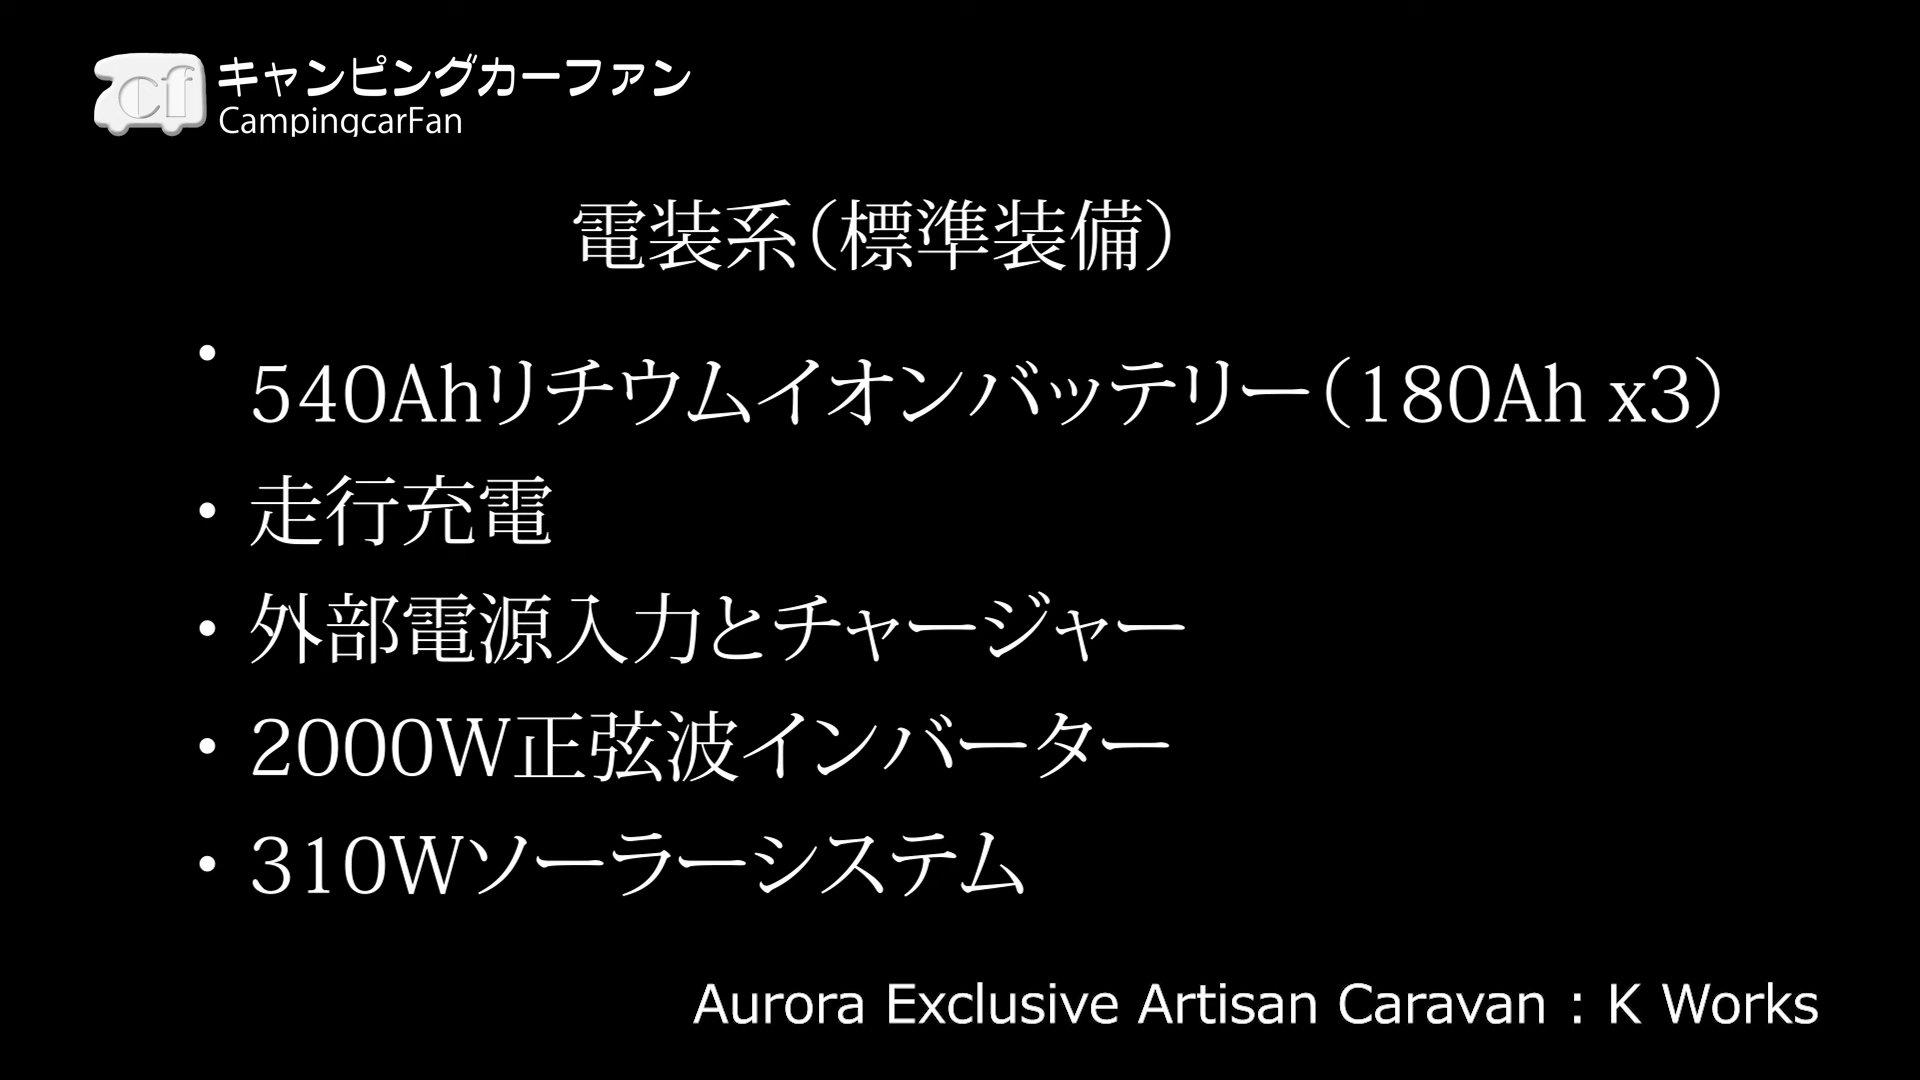 cf
キャンピングカーファン
CampingcarFan
電装系（標準装備）
・540Ahリチウムイオンバッテリー（180Ah x3）
・走行充電
・外部電源入力とチャージャー
・2000W正弦波インバーター
・310Wソーラーシステム
Aurora Exclusive Artisan Caravan : K Works